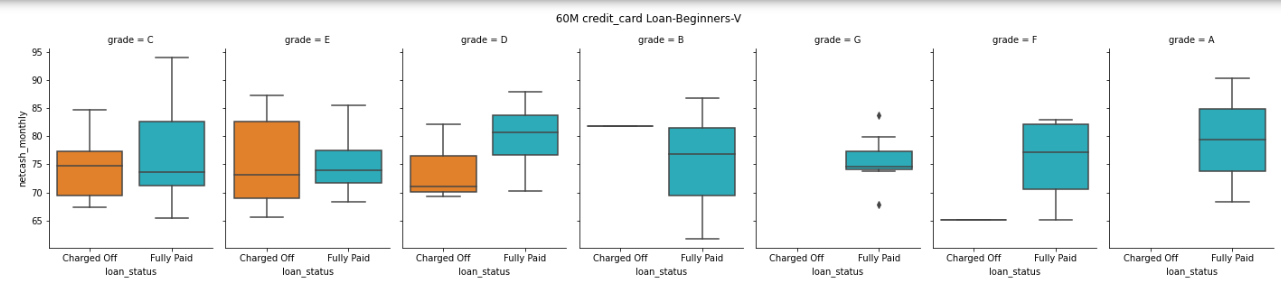 60M credit_card Loan-Beginners-V
grade = C
grade = E
grade = D
grade = B
grade = G
grade = F
grade = A
netcash_monthly
95
90
85
80
75
70
65
Charged Off Fully Paid
loan_status
Charged Off Fully Paid
loan_status
Charged Off Fully Paid
loan_status
Charged Off Fully Paid
loan_status
Charged Off Fully Paid
loan_status
Charged Off Fully Paid
loan_status
Charged Off Fully Paid
loan_status